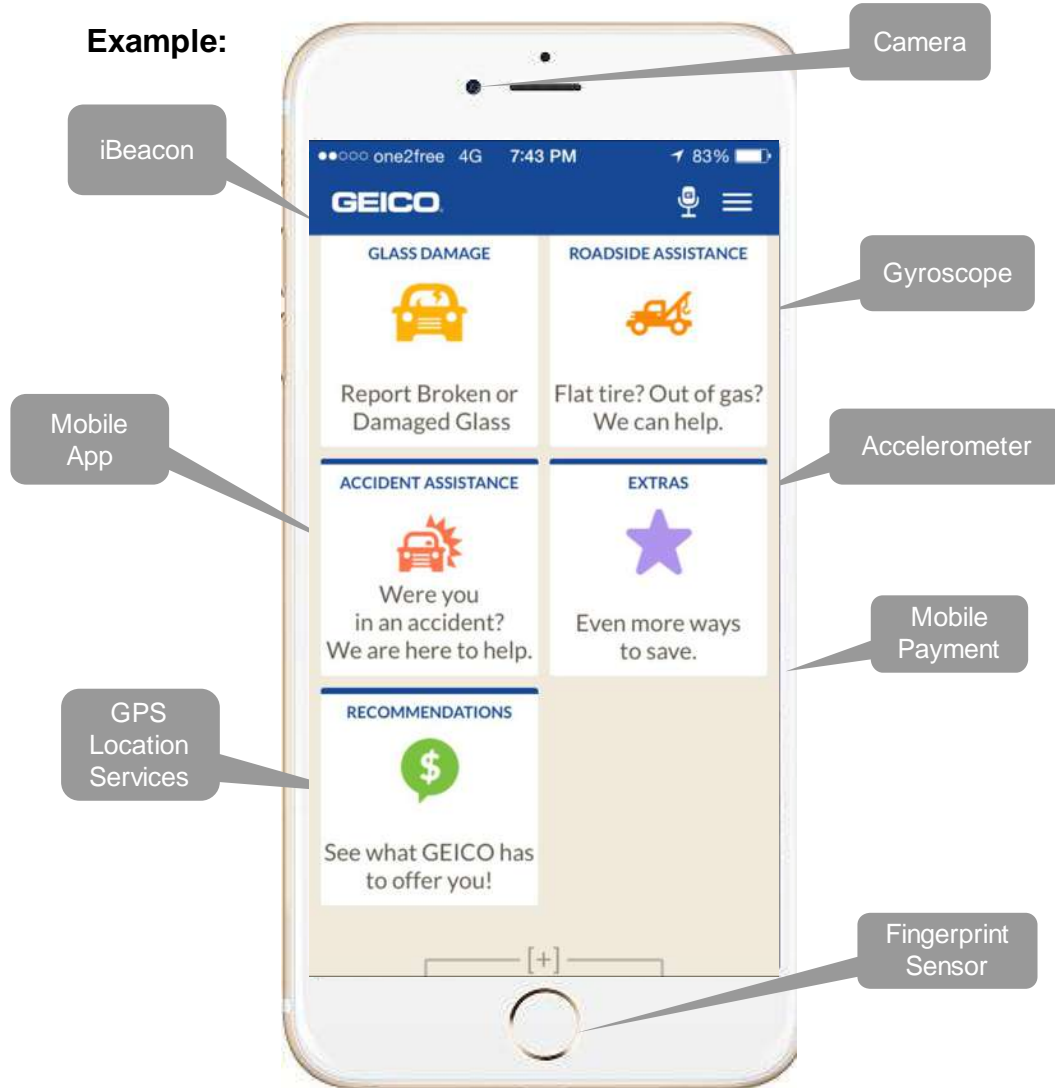 Example:
Camera
iBeacon
one2free 4G 7:43 PM 83%
GEICO
G
GLASS DAMAGE
ROADSIDE ASSISTANCE
Gyroscope
Report Broken or
Damaged Glass
Flat tire? Out of gas?
We can help.
Mobile
App
Accelerometer
ACCIDENT ASSISTANCE
EXTRAS
Were you
in an accident?
We are here to help.
Even more ways
to save.
Mobile
Payment
GPS
Location
Services
RECOMMENDATIONS
$
See what GEICO has
to offer you!
Fingerprint
Sensor
[+]